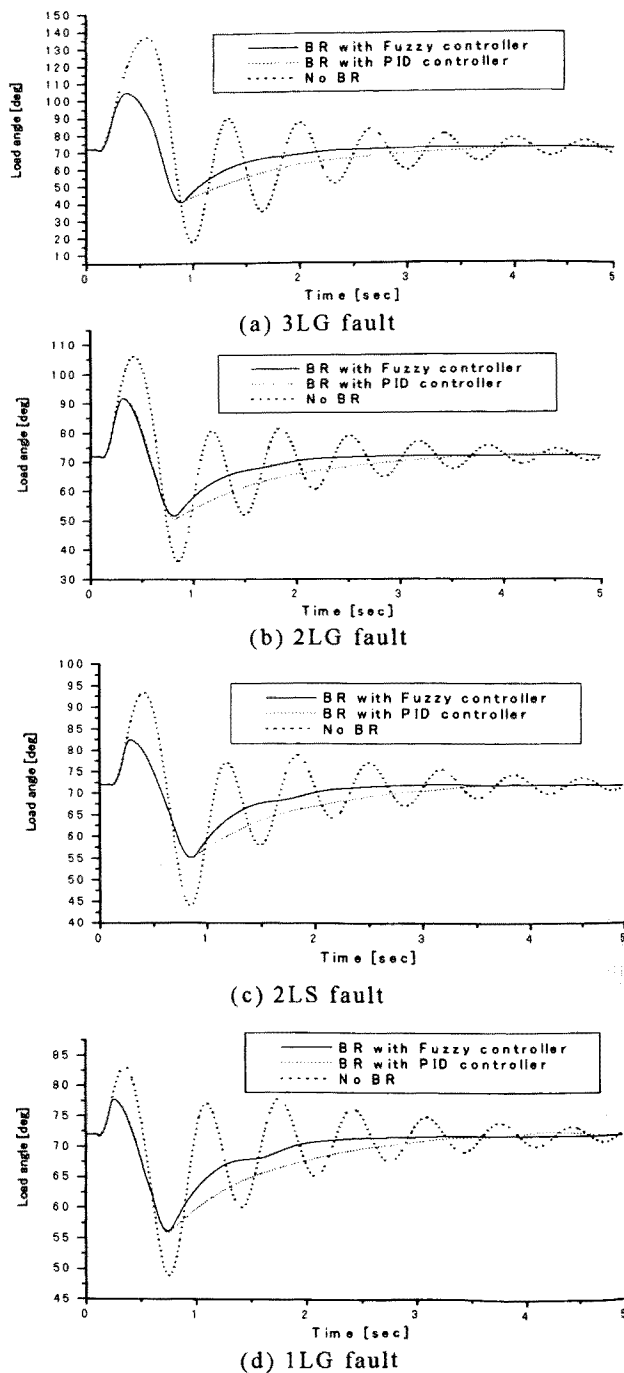 150
140
130
120
110
100
90
80
70
60
50
40
30
20
10
Load angle [deg]
BR with Fuzzy controller
BR with PID controller
No BR
0 1 2 3 4 5
Time [sec]
(a) 3LG fault
110
100
90
80
70
60
50
40
30
Load angle [deg]
BR with Fuzzy controller
BR with PID controller
No BR
0 1 2 3 4 5
Time [sec]
(b) 2LG fault
100
95
90
85
80
75
70
65
60
55
50
45
40
Load angle [deg]
BR with Fuzzy controller
BR with PID controller
No BR
0 1 2 3 4 5
Time [sec]
(c) 2LS fault
85
80
75
70
65
60
55
50
45
Load angle [deg]
BR with Fuzzy controller
BR with PID controller
No BR
0 1 2 3 4 5
Time [sec]
(d) 1LG fault